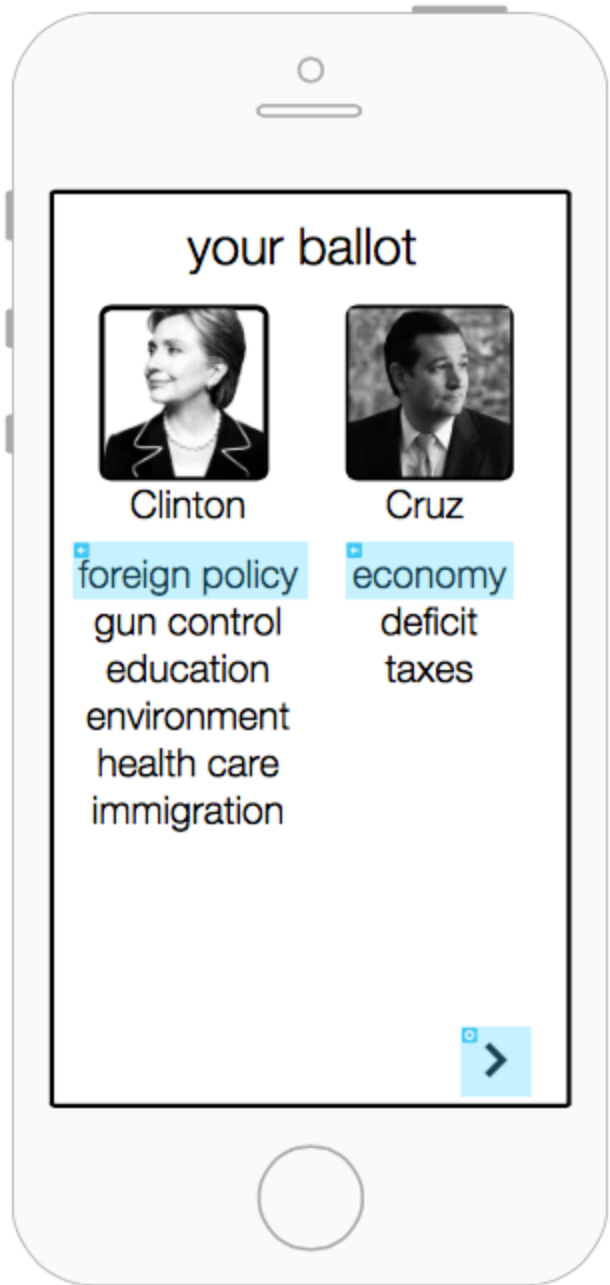 your ballot
Clinton
foreign policy
gun control
education
environment
health care
immigration
Cruz
economy
deficit
taxes